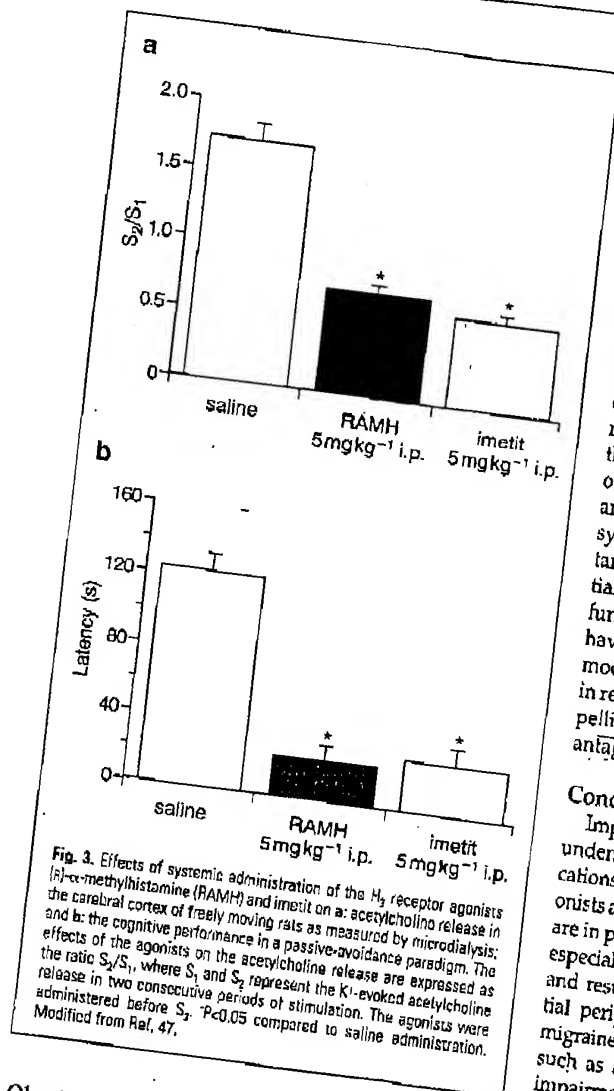 a
2.0
1.5
1.0
0.5
0
S₂/S₁
*
*
saline
RAMH
5mgkg⁻¹ i.p.
imetit
5mgkg⁻¹ i.p.
b
160
120
80
40
0
Latency (s)
*
*
saline
RAMH
5mgkg⁻¹ i.p.
imetit
5mgkg⁻¹ i.p.
Fig. 3. Effects of systemic administration of the H₃ receptor agonists
(R)-α-methylhistamine (RAMH) and imetit on a: acetylcholine release in
the cerebral cortex of freely moving rats as measured by microdialysis;
and b: the cognitive performance in a passive-avoidance paradigm. The
effects of the agonists on the acetylcholine release are expressed as
the ratio S₂/S₁, where S₁ and S₂ represent the K⁺-evoked acetylcholine
release in two consecutive periods of stimulation. The agonists were
administered before S₂. *P<0.05 compared to saline administration.
Modified from Ref. 47.
th
o
ar
sy
tar
tial
fun
hav
moc
in re
pelli
antag
Conc
Imp
under
cations
onists a
are in p
especial
and resu
tial peri
migraine
such as
impairm